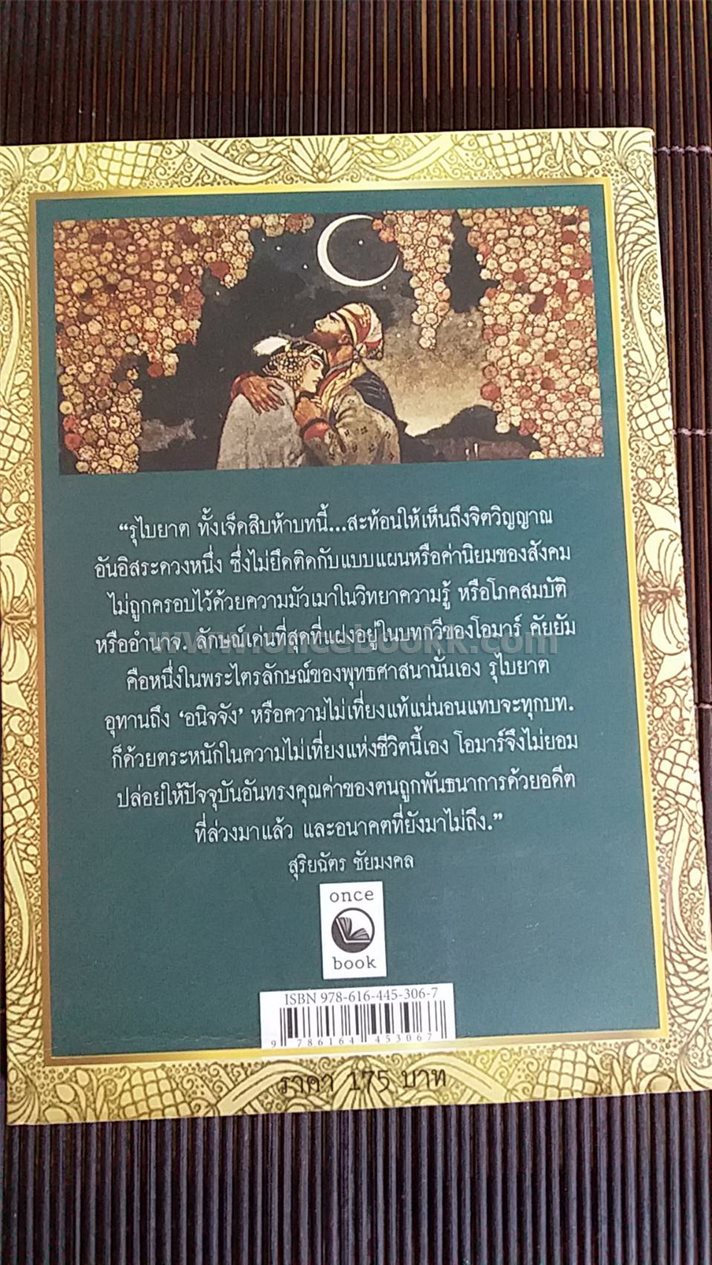 “รุไบยาต ทั้งเจ็ดสิบห้าบทนี้...สะท้อนให้เห็นถึงจิตวิญญาณ
อันอิสระดวงหนึ่ง ซึ่งไม่ยึดติดกับแบบแผนหรือค่านิยมของสังคม
ไม่ถูกครอบไว้ด้วยความมัวเมาในวิทยาความรู้ หรือโภคสมบัติ
หรืออำนาจ. ลักษณ์เด่นที่สุดที่แฝงอยู่ในบทกวีของโอมาร์ คัยยัม
www.oncebookk.com
คือหนึ่งในพระไตรลักษณ์ของพุทธศาสนานั่นเอง รุไบยาต
อุทานถึง ‘อนิจจัง’ หรือความไม่เที่ยงแท้แน่นอนแทบจะทุกบท.
ก็ด้วยตระหนักในความไม่เที่ยงแห่งชีวิตนี้เอง โอมาร์จึงไม่ยอม
ปล่อยให้ปัจจุบันอันทรงคุณค่าของตนถูกพันธนาการด้วยอดีต
ที่ล่วงมาแล้ว และอนาคตที่ยังมาไม่ถึง.”
สุริยฉัตร ชัยมงคล
once
book
ISBN 978-616-445-306-7
9 786164 453067
ราคา 175 บาท